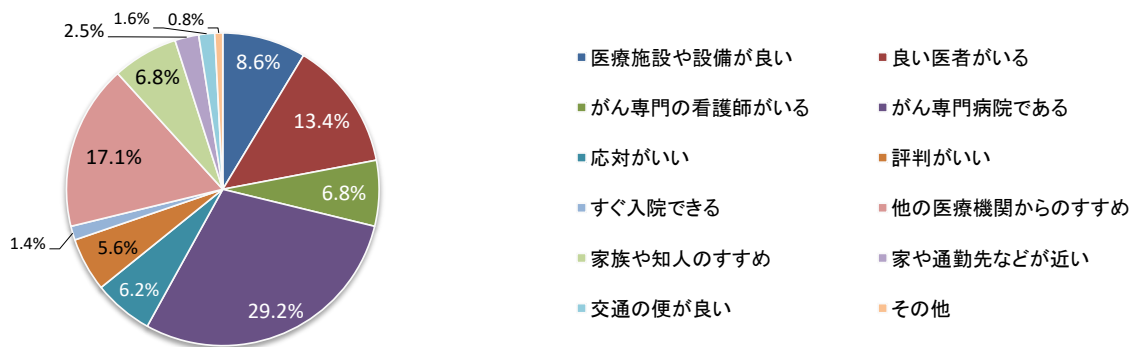 1.6%
0.8%
2.5%
8.6%
6.8%
13.4%
17.1%
6.8%
1.4%
5.6%
6.2%
29.2%
医療施設や設備が良い
良い医者がいる
がん専門の看護師がいる
がん専門病院である
応対がいい
評判がいい
すぐ入院できる
他の医療機関からのすすめ
家族や知人のすすめ
家や通勤先などが近い
交通の便が良い
その他